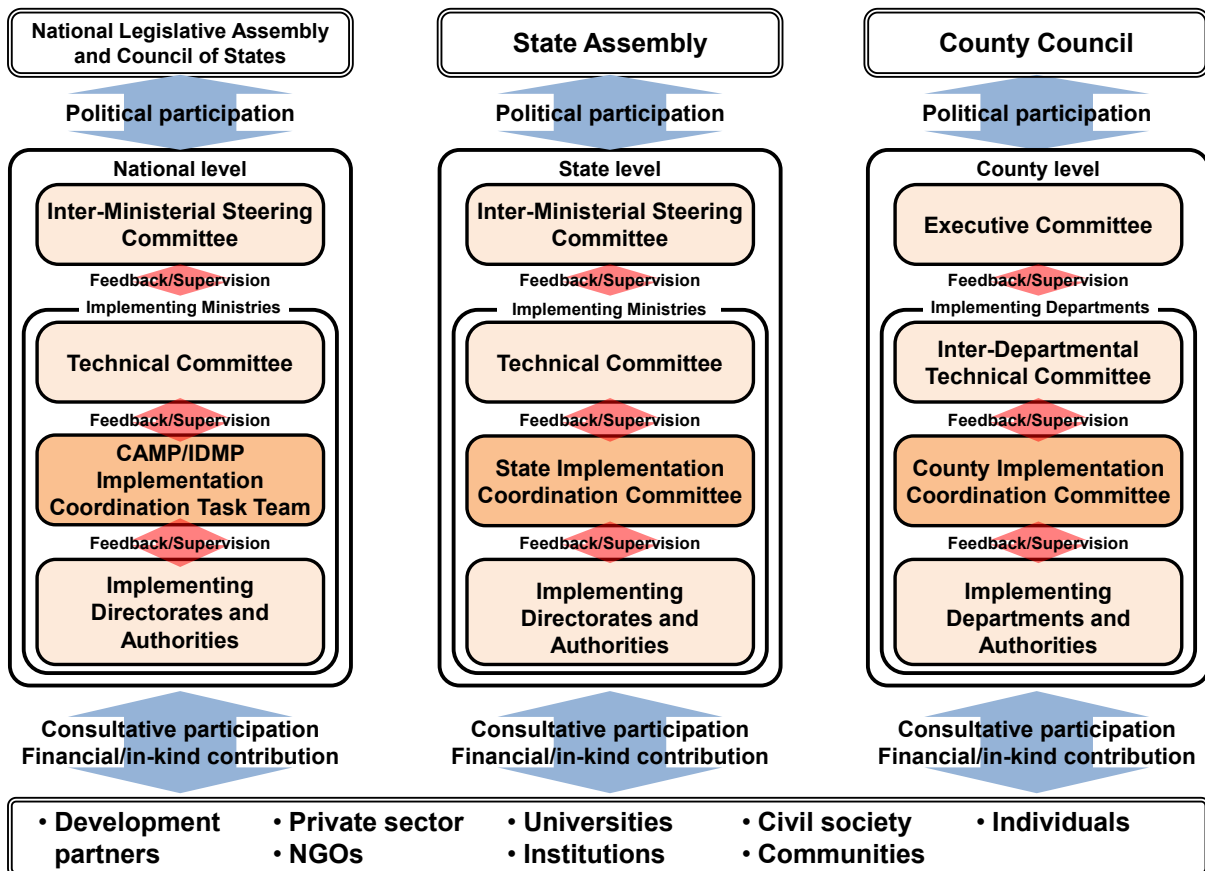 National Legislative Assembly
and Council of States
State Assembly
County Council
Political participation
Political participation
Political participation
National level
Inter-Ministerial Steering
Committee
Feedback/Supervision
Implementing Ministries
Technical Committee
Feedback/Supervision
CAMP/IDMP
Implementation
Coordination Task Team
Feedback/Supervision
Implementing
Directorates and
Authorities
State level
Inter-Ministerial Steering
Committee
Feedback/Supervision
Implementing Ministries
Technical Committee
Feedback/Supervision
State Implementation
Coordination Committee
Feedback/Supervision
Implementing
Directorates and
Authorities
County level
Executive Committee
Feedback/Supervision
Implementing Departments
Inter-Departmental
Technical Committee
Feedback/Supervision
County Implementation
Coordination Committee
Feedback/Supervision
Implementing
Departments and
Authorities
Consultative participation
Financial/in-kind contribution
Consultative participation
Financial/in-kind contribution
Consultative participation
Financial/in-kind contribution
• Development
partners
• Private sector
• NGOs
• Universities
• Institutions
• Civil society
• Communities
• Individuals